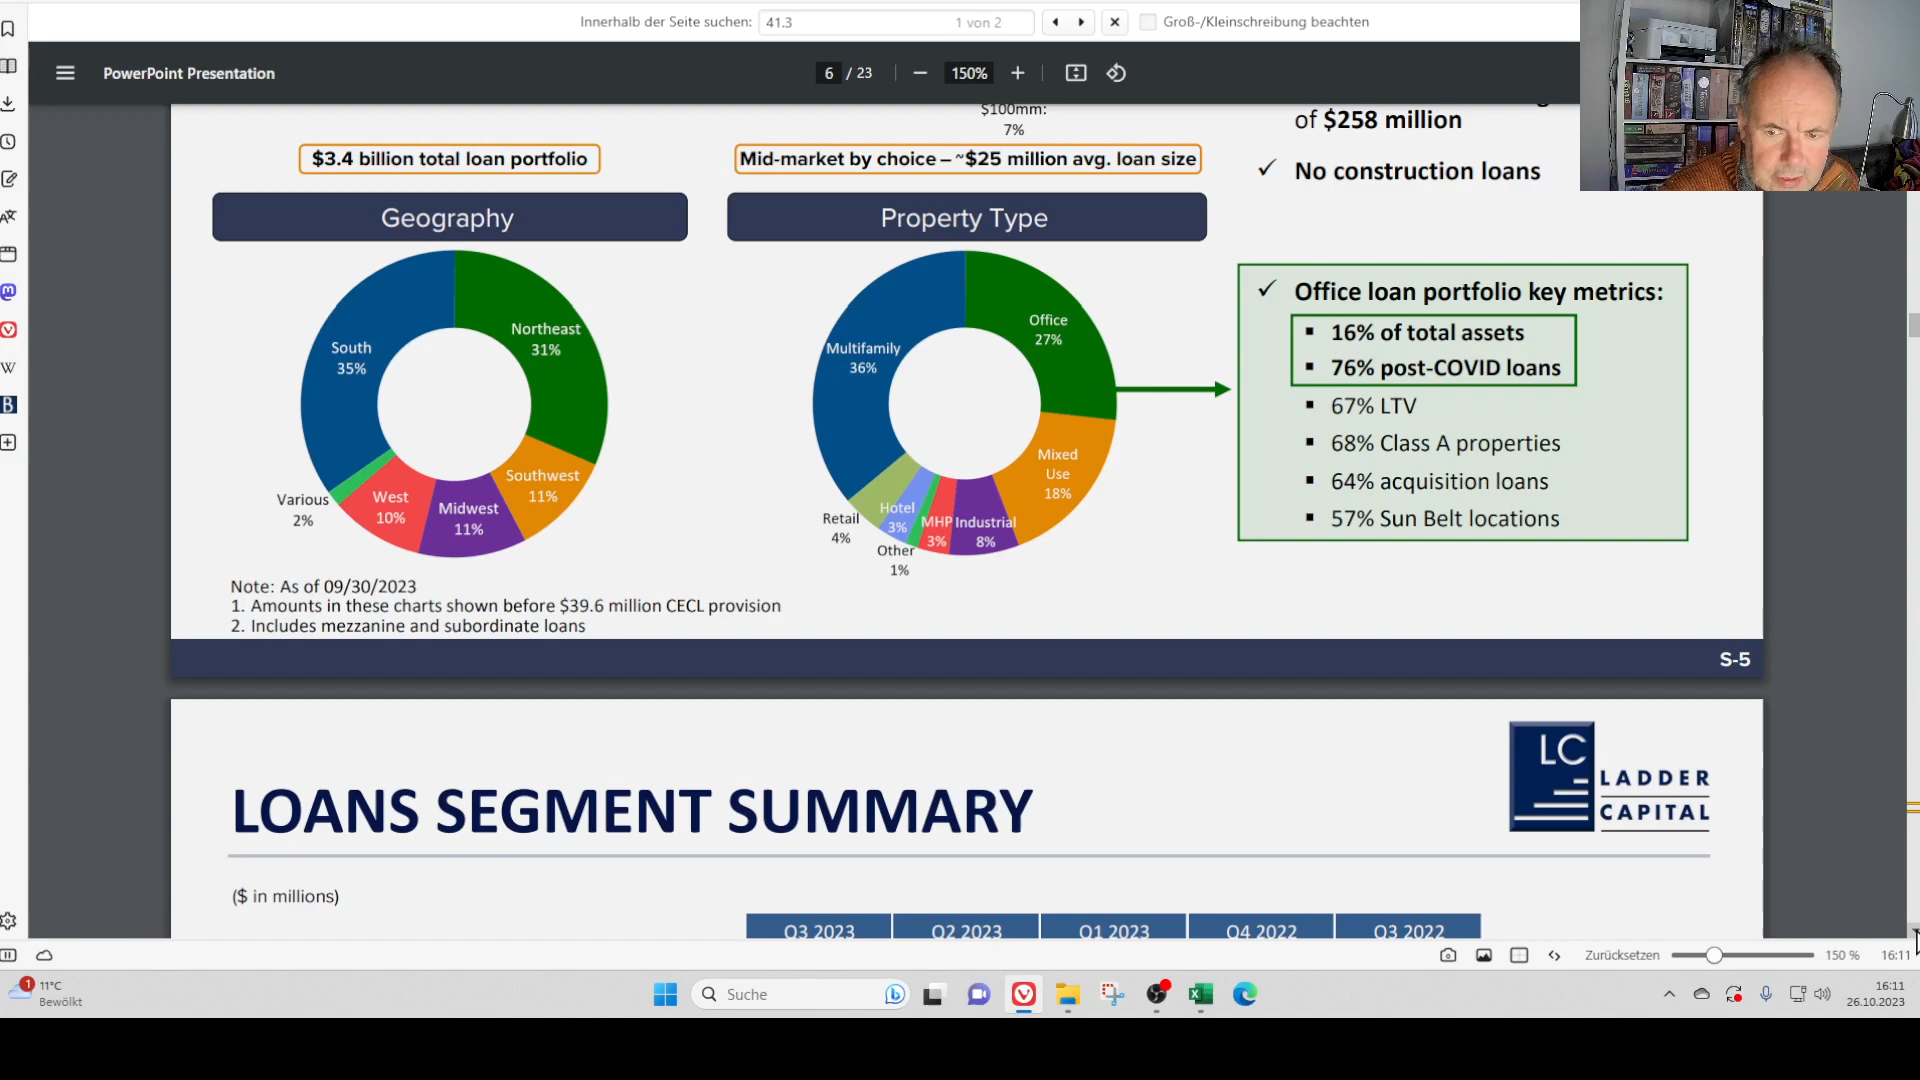 Innerhalb der Seite suchen: 41.3 1 von 2 Groß-/Kleinschreibung beachten
PowerPoint Presentation 6 / 23 150%
$100mm:
7%
of $258 million
$3.4 billion total loan portfolio
Mid-market by choice – ~$25 million avg. loan size
✓ No construction loans
Geography
Property Type
South
35%
Northeast
31%
Southwest
11%
Midwest
11%
West
10%
Various
2%
Multifamily
36%
Office
27%
Mixed
Use
18%
Industrial
8%
MHP
3%
Other
1%
Hotel
3%
Retail
4%
✓ Office loan portfolio key metrics:
▪ 16% of total assets
▪ 76% post-COVID loans
▪ 67% LTV
▪ 68% Class A properties
▪ 64% acquisition loans
▪ 57% Sun Belt locations
Note: As of 09/30/2023
1. Amounts in these charts shown before $39.6 million CECL provision
2. Includes mezzanine and subordinate loans
S-5
LC
LADDER
CAPITAL
LOANS SEGMENT SUMMARY
($ in millions)
Q3 2023 Q2 2023 Q1 2023 Q4 2022 Q3 2022
Zurücksetzen 150 % 16:11
1
11°C
Bewölkt
Suche
16:11
26.10.2023